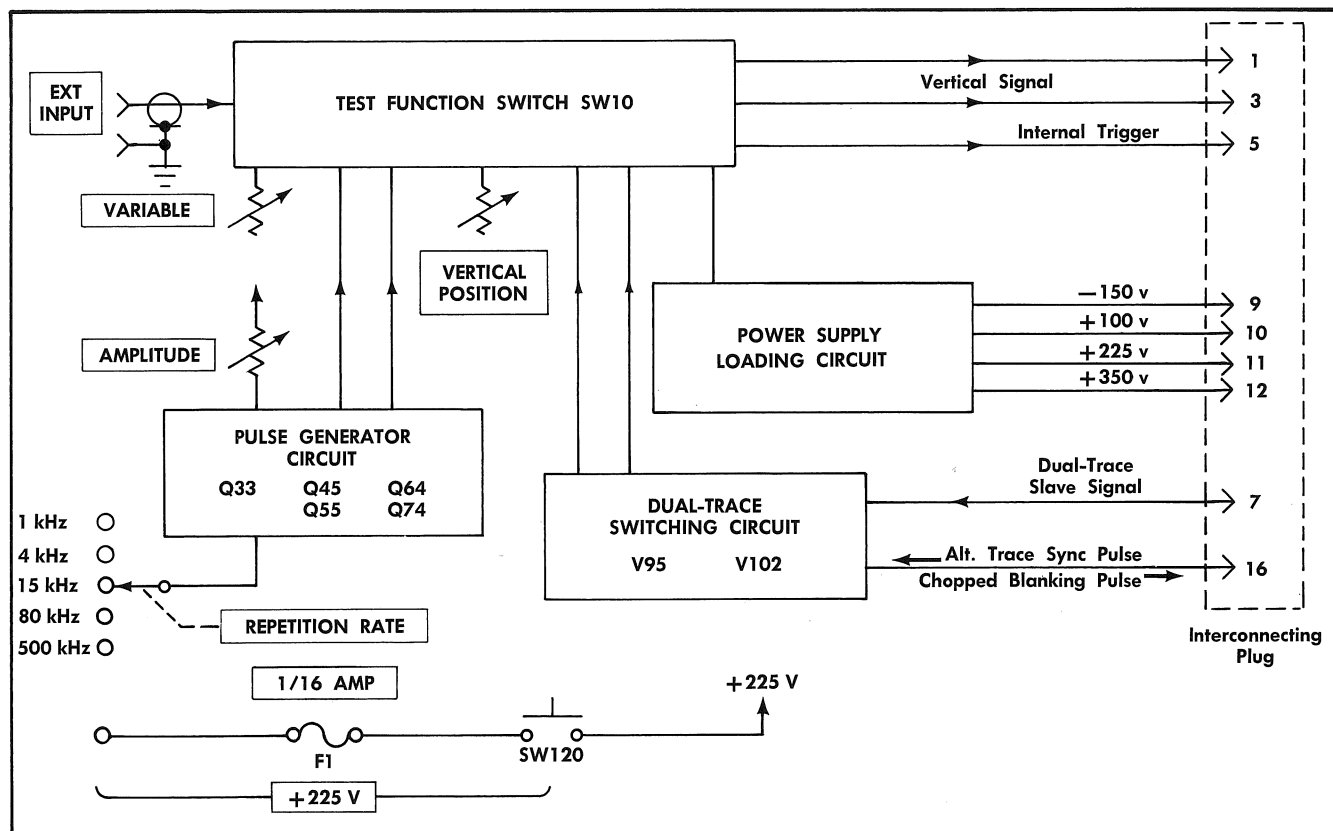 EXT
INPUT
TEST FUNCTION SWITCH SW10
Vertical Signal
Internal Trigger
1
3
5
VARIABLE
VERTICAL
POSITION
AMPLITUDE
POWER SUPPLY
LOADING CIRCUIT
−150 v
+100 v
+225 v
+350 v
9
10
11
12
PULSE GENERATOR
CIRCUIT
Q33 Q45 Q64
Q55 Q74
DUAL-TRACE
SWITCHING CIRCUIT
V95 V102
Dual-Trace
Slave Signal
7
Alt. Trace Sync Pulse
Chopped Blanking Pulse
16
Interconnecting
Plug
1 kHz
4 kHz
15 kHz
80 kHz
500 kHz
REPETITION RATE
1/16 AMP
F1
SW120
+225 V
+225 V